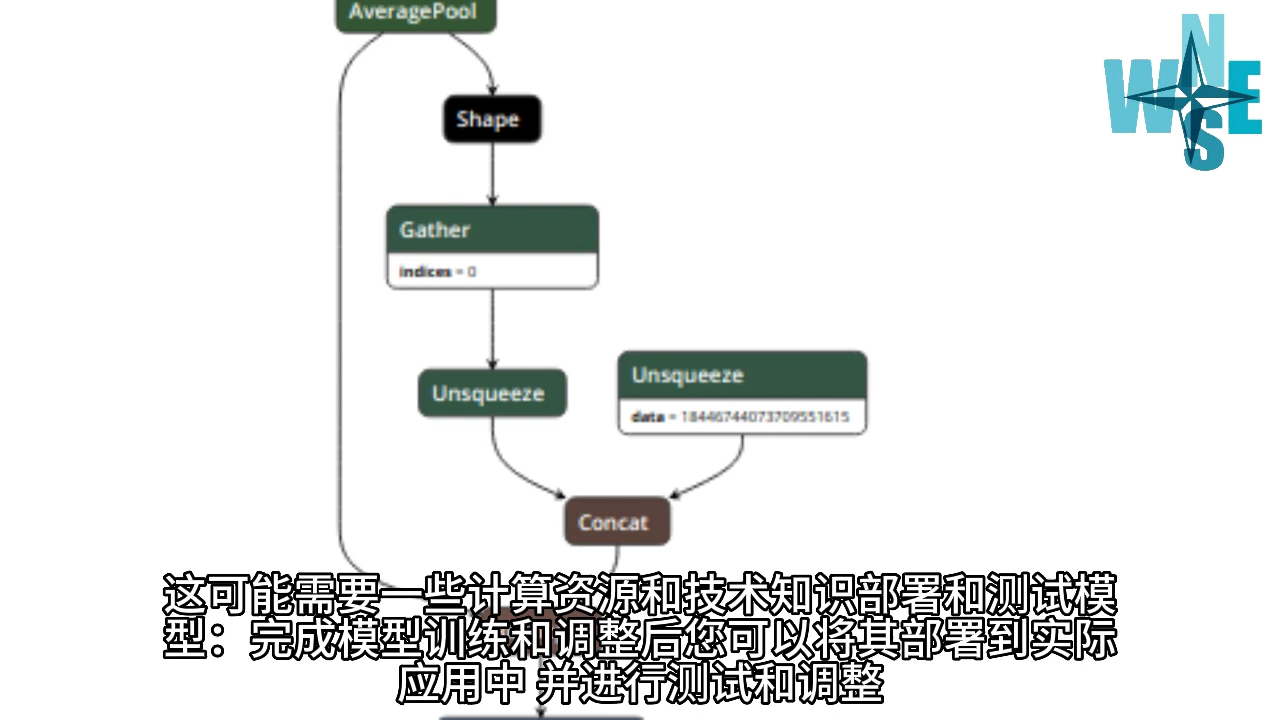 AveragePool
Shape
Gather
indices = 0
Unsqueeze
Unsqueeze
data = 18446744073709551615
Concat
N
W E
S
这可能需要一些计算资源和技术知识部署和测试模
型：完成模型训练和调整后您可以将其部署到实际
应用中 并进行测试和调整